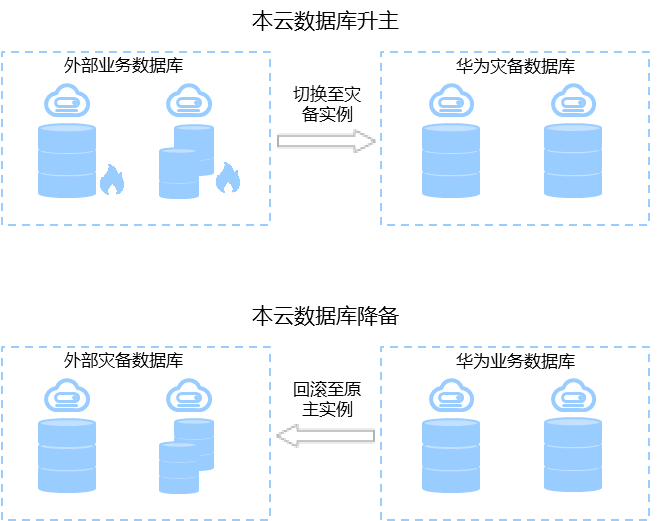 本云数据库升主
外部业务数据库
切换至灾
备实例
华为灾备数据库
本云数据库降备
外部灾备数据库
回滚至原
主实例
华为业务数据库